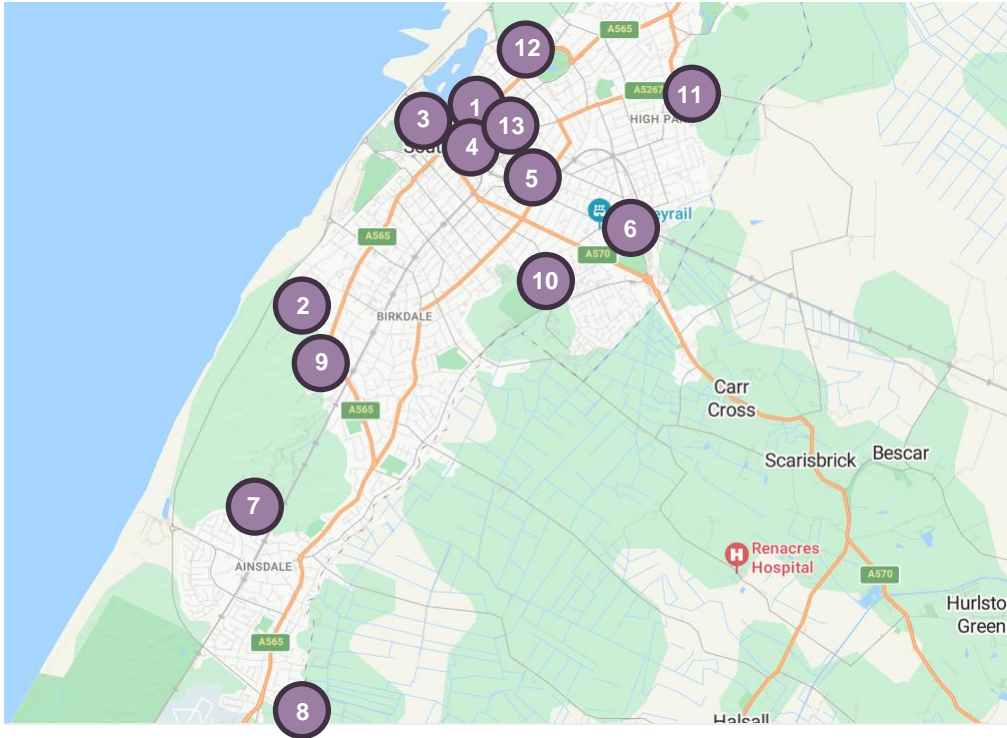 12
A565
1
3
13
A5267
11
HIGH PA
4
Sout
5
eyrail
6
A565
A570
10
2
BIRKDALE
9
Carr
Cross
A565
Scarisbrick
Bescar
7
Renacres
Hospital
H
AINSDALE
A570
Hurlsto
Green
A565
8
Halsall